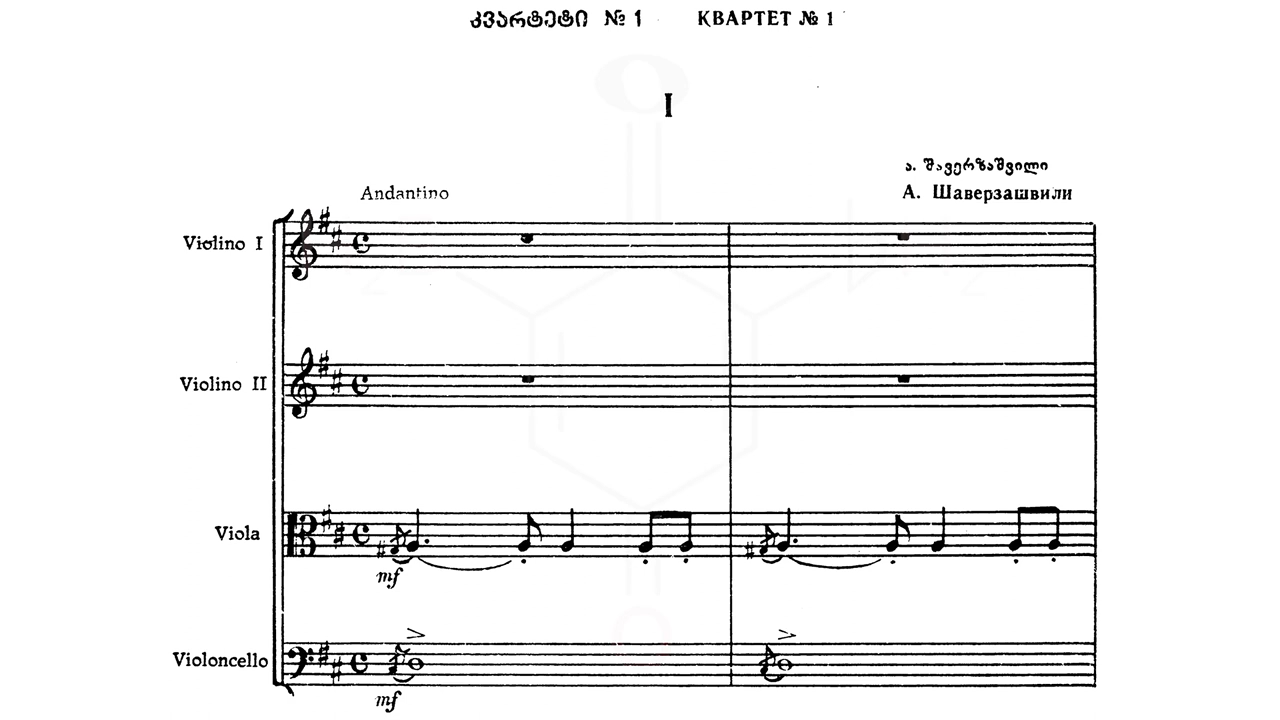 კვარტეტი № 1 КВАРТЕТ № 1
I
ა. შავერზაშვილი
Andantino А. Шаверзашвили
Violino I
Violino II
Viola
mf
Violoncello
mf